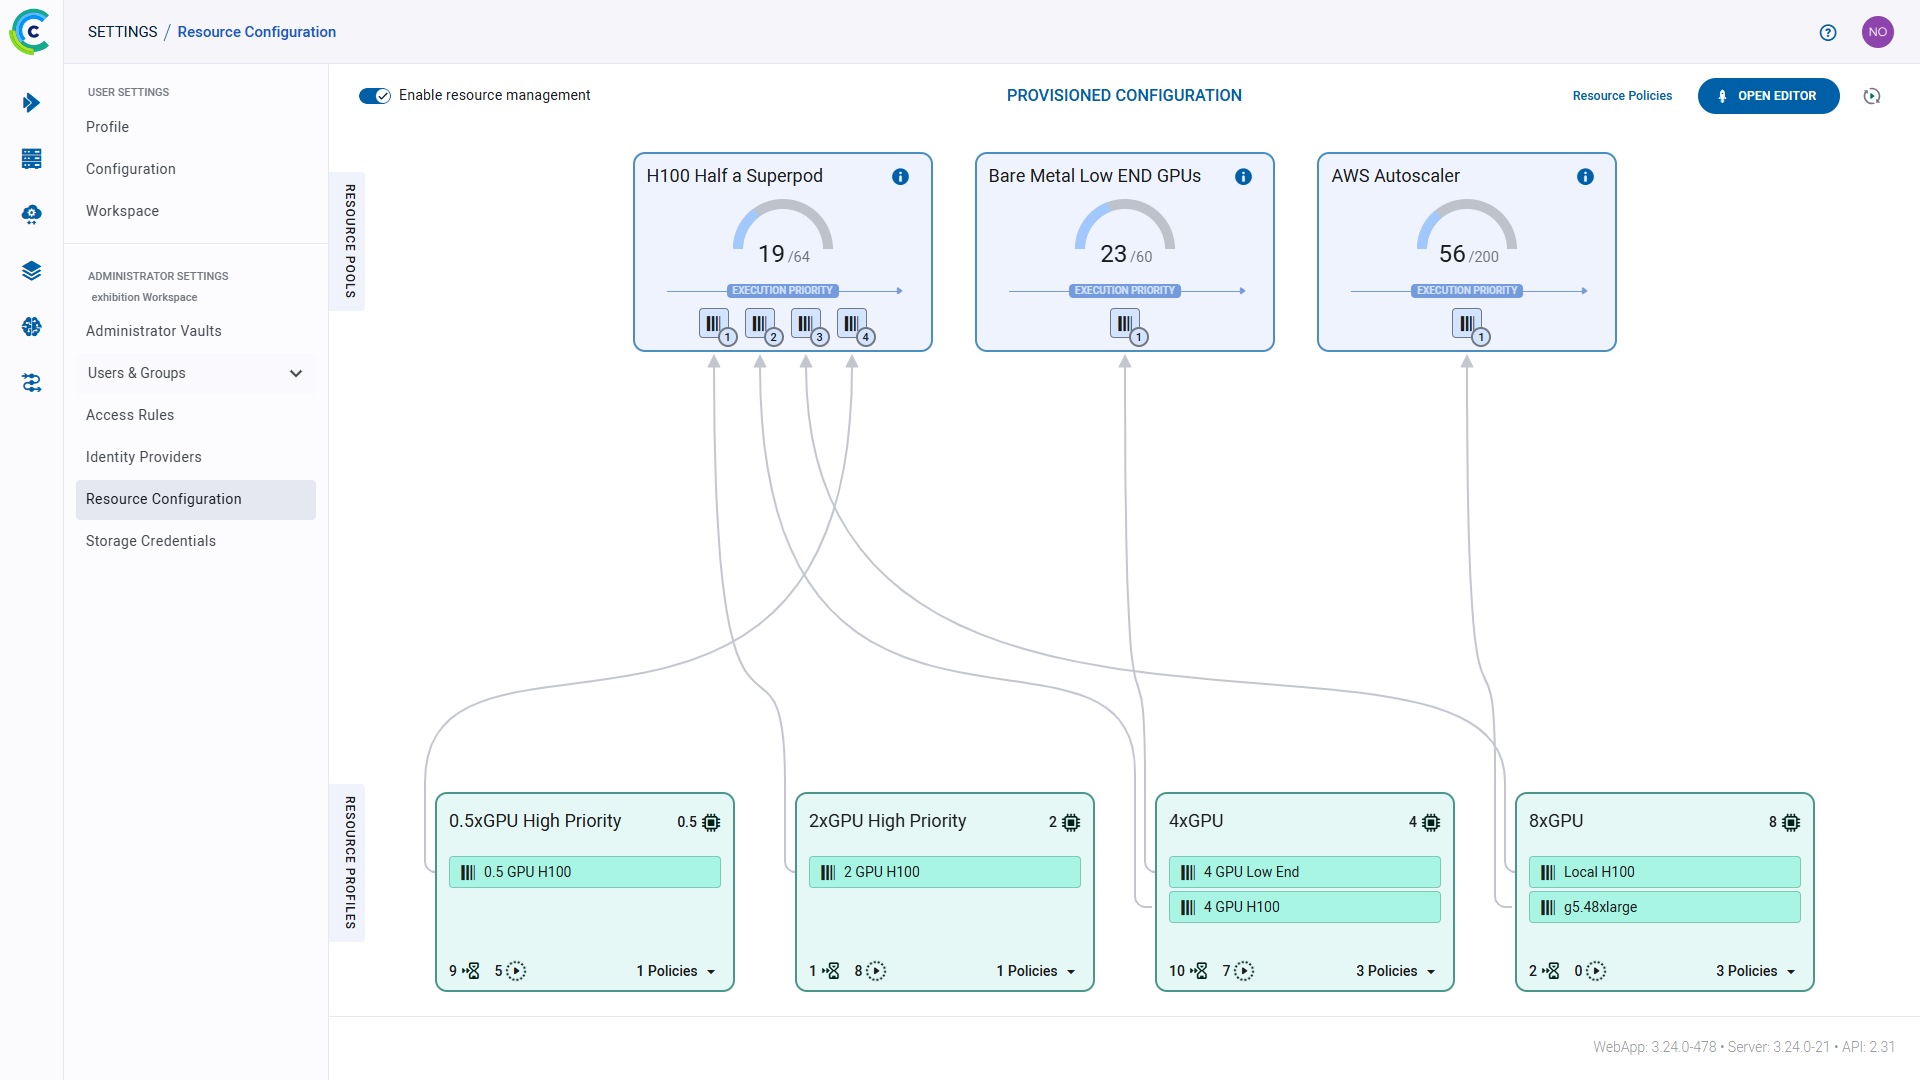 C
SETTINGS / Resource Configuration
NO
USER SETTINGS
Profile
Configuration
Workspace
ADMINISTRATOR SETTINGS
exhibition Workspace
Administrator Vaults
Users & Groups
Access Rules
Identity Providers
Resource Configuration
Storage Credentials
Enable resource management
PROVISIONED CONFIGURATION
Resource Policies
OPEN EDITOR
RESOURCE POOLS
H100 Half a Superpod
19 /64
EXECUTION PRIORITY
1 2 3 4
Bare Metal Low END GPUs
23 /60
EXECUTION PRIORITY
1
AWS Autoscaler
56 /200
EXECUTION PRIORITY
1
RESOURCE PROFILES
0.5xGPU High Priority 0.5
0.5 GPU H100
9 5 1 Policies
2xGPU High Priority 2
2 GPU H100
1 8 1 Policies
4xGPU 4
4 GPU Low End
4 GPU H100
10 7 3 Policies
8xGPU 8
Local H100
g5.48xlarge
2 0 3 Policies
WebApp: 3.24.0-478 • Server: 3.24.0-21 • API: 2.31